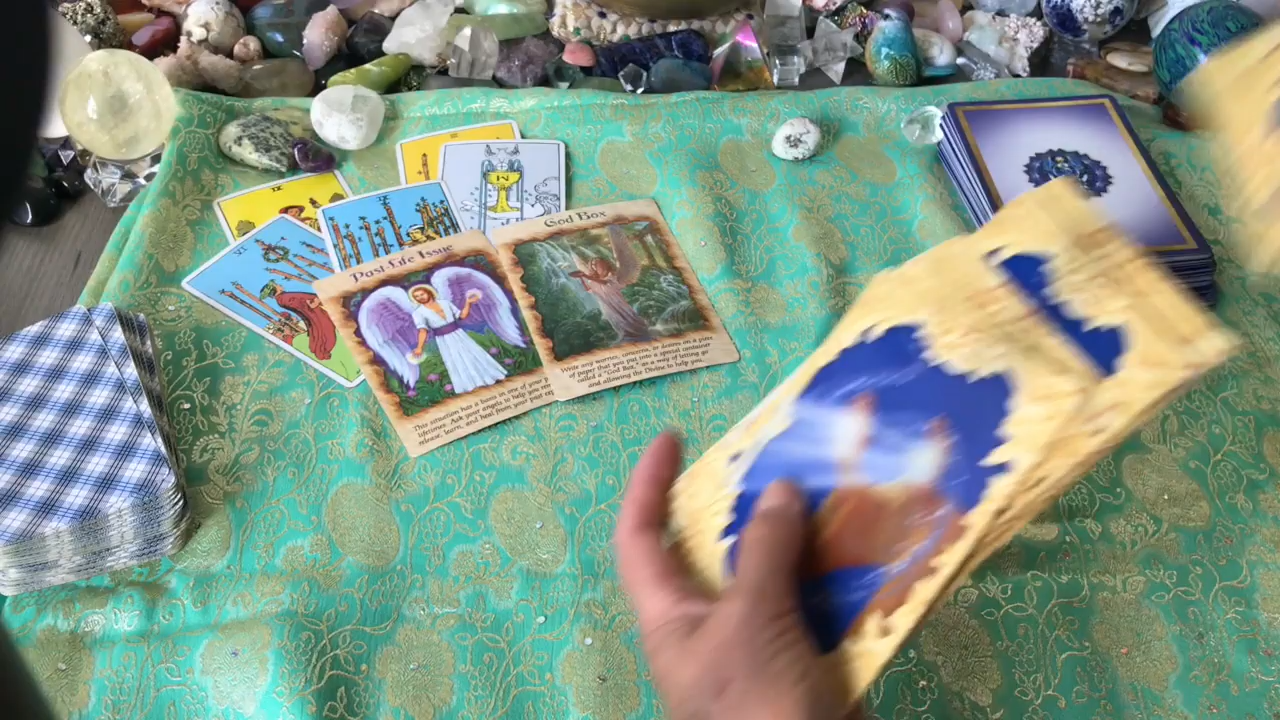 IX
Past-Life Issue
This situation has a basis in one of your p
lifetimes. Ask your angels to help you
release, learn, and heal from your past
God Box
Write any worries, concerns, or desires on a piece
of paper that you put into a special container
called a "God Box," as a way of letting go
and allowing the Divine to help you.